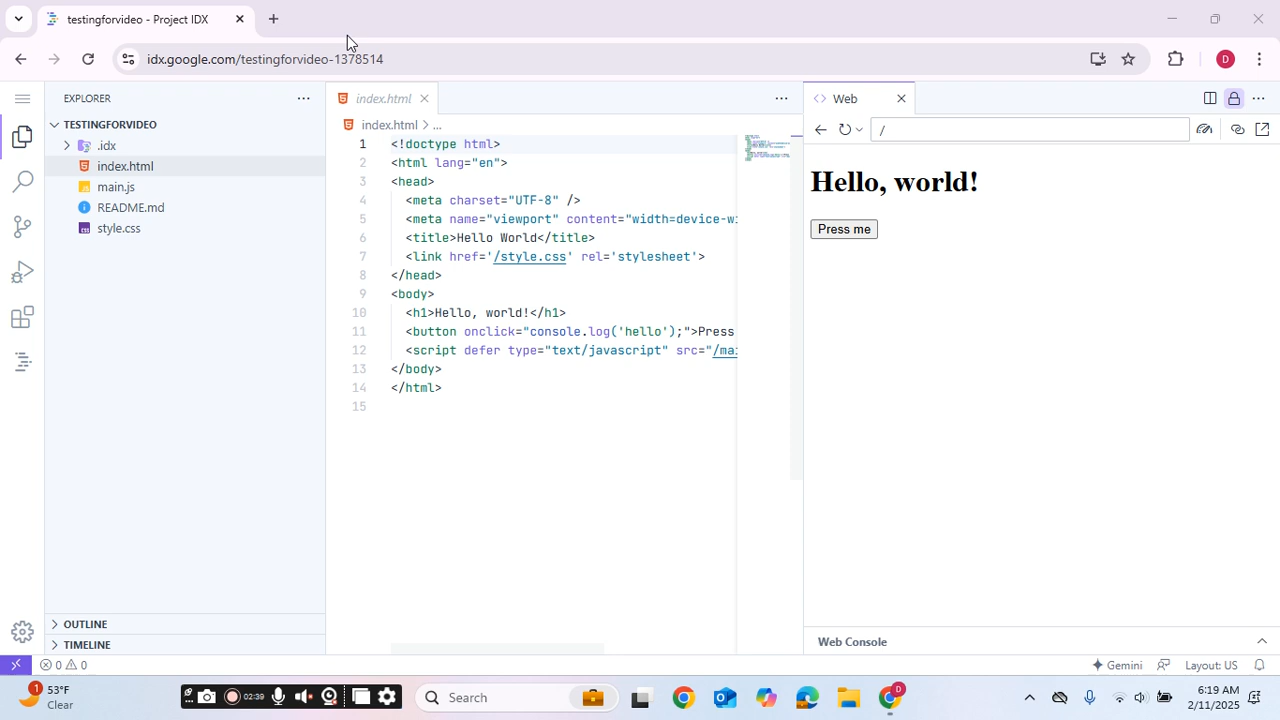 testingforvideo - Project IDX
idx.google.com/testingforvideo-1378514
D
EXPLORER
TESTINGFORVIDEO
.idx
index.html
main.js
README.md
style.css
OUTLINE
TIMELINE
index.html
index.html > ...
1 <!doctype html>
2 <html lang="en">
3 <head>
4 <meta charset="UTF-8" />
5 <meta name="viewport" content="width=device-wi
6 <title>Hello World</title>
7 <link href='/style.css' rel='stylesheet'>
8 </head>
9 <body>
10 <h1>Hello, world!</h1>
11 <button onclick="console.log('hello');">Press
12 <script defer type="text/javascript" src="/mai
13 </body>
14 </html>
15
Web
/
Hello, world!
Press me
Web Console
0 0
Gemini
Layout: US
1
53°F
Clear
02:39
Search
D
6:19 AM
2/11/2025